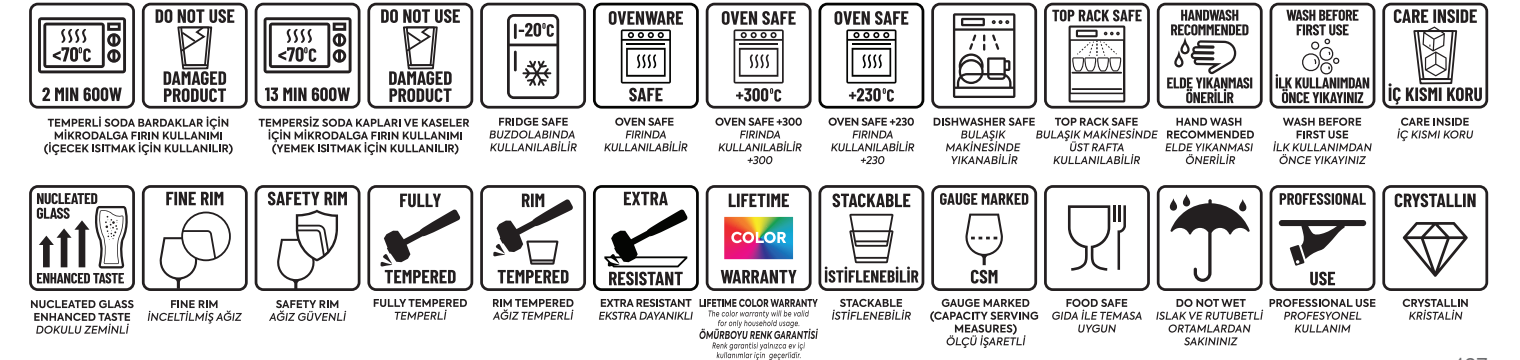 <70°C
2 MIN 600W
TEMPERLİ SODA BARDAKLAR İÇİN
MİKRODALGA FIRIN KULLANIMI
(İÇECEK ISITMAK İÇİN KULLANILIR)
DO NOT USE
DAMAGED
PRODUCT
<70°C
13 MIN 600W
TEMPERSİZ SODA KAPLARI VE KASELER
İÇİN MİKRODALGA FIRIN KULLANIMI
(YEMEK ISITMAK İÇİN KULLANILIR)
DO NOT USE
DAMAGED
PRODUCT
|-20°C
FRIDGE SAFE
BUZDOLABINDA
KULLANILABİLİR
OVENWARE
SAFE
OVEN SAFE
FIRINDA
KULLANILABİLİR
OVEN SAFE
+300°C
OVEN SAFE +300
FIRINDA
KULLANILABİLİR
+300
OVEN SAFE
+230°C
OVEN SAFE +230
FIRINDA
KULLANILABİLİR
+230
DISHWASHER SAFE
BULAŞIK
MAKİNESİNDE
YIKANABİLİR
TOP RACK SAFE
TOP RACK SAFE
BULAŞIK MAKİNESİNDE
ÜST RAFTA
KULLANILABİLİR
HANDWASH
RECOMMENDED
ELDE YIKANMASI
ÖNERİLİR
HAND WASH
RECOMMENDED
ELDE YIKANMASI
ÖNERİLİR
WASH BEFORE
FIRST USE
İLK KULLANIMDAN
ÖNCE YIKAYINIZ
WASH BEFORE
FIRST USE
İLK KULLANIMDAN
ÖNCE YIKAYINIZ
CARE INSIDE
İÇ KISMI KORU
CARE INSIDE
İÇ KISMI KORU
NUCLEATED
GLASS
ENHANCED TASTE
NUCLEATED GLASS
ENHANCED TASTE
DOKULU ZEMİNLİ
FINE RIM
FINE RIM
İNCELTİLMİŞ AĞIZ
SAFETY RIM
SAFETY RIM
AĞIZ GÜVENLİ
FULLY
TEMPERED
FULLY TEMPERED
TEMPERLİ
RIM
TEMPERED
RIM TEMPERED
AĞIZ TEMPERLİ
EXTRA
RESISTANT
EXTRA RESISTANT
EKSTRA DAYANIKLI
LIFETIME
COLOR
WARRANTY
LIFETIME COLOR WARRANTY
The color warranty will be valid
for only household usage.
ÖMÜRBOYU RENK GARANTİSİ
Renk garantisi yalnızca ev içi
kullanımlar için geçerlidir.
STACKABLE
İSTİFLENEBİLİR
STACKABLE
İSTİFLENEBİLİR
GAUGE MARKED
CSM
GAUGE MARKED
(CAPACITY SERVING
MEASURES)
ÖLÇÜ İŞARETLİ
FOOD SAFE
GIDA İLE TEMASA
UYGUN
DO NOT WET
ISLAK VE RUTUBETLİ
ORTAMLARDAN
SAKININIZ
PROFESSIONAL
USE
PROFESSIONAL USE
PROFESYONEL
KULLANIM
CRYSTALLIN
CRYSTALLIN
KRİSTALİN